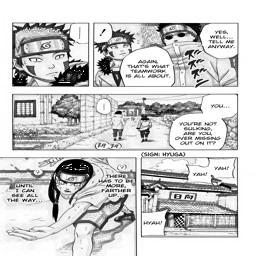 YES,
WELL...
TELL ME
ANYWAY.
!
AGAIN,
THAT'S WHAT
TEAMWORK
IS ALL ABOUT.
YOU...
YOU'RE NOT
SULKING,
ARE YOU,
OVER MISSING
OUT ON IT?
(SIGN: HYUGA)
YAH!
YAH!
HYAH!
日向
THERE
HAS TO BE
MORE,
FARTHER
UP...
UNTIL
I CAN
SEE ALL
THE WAY...